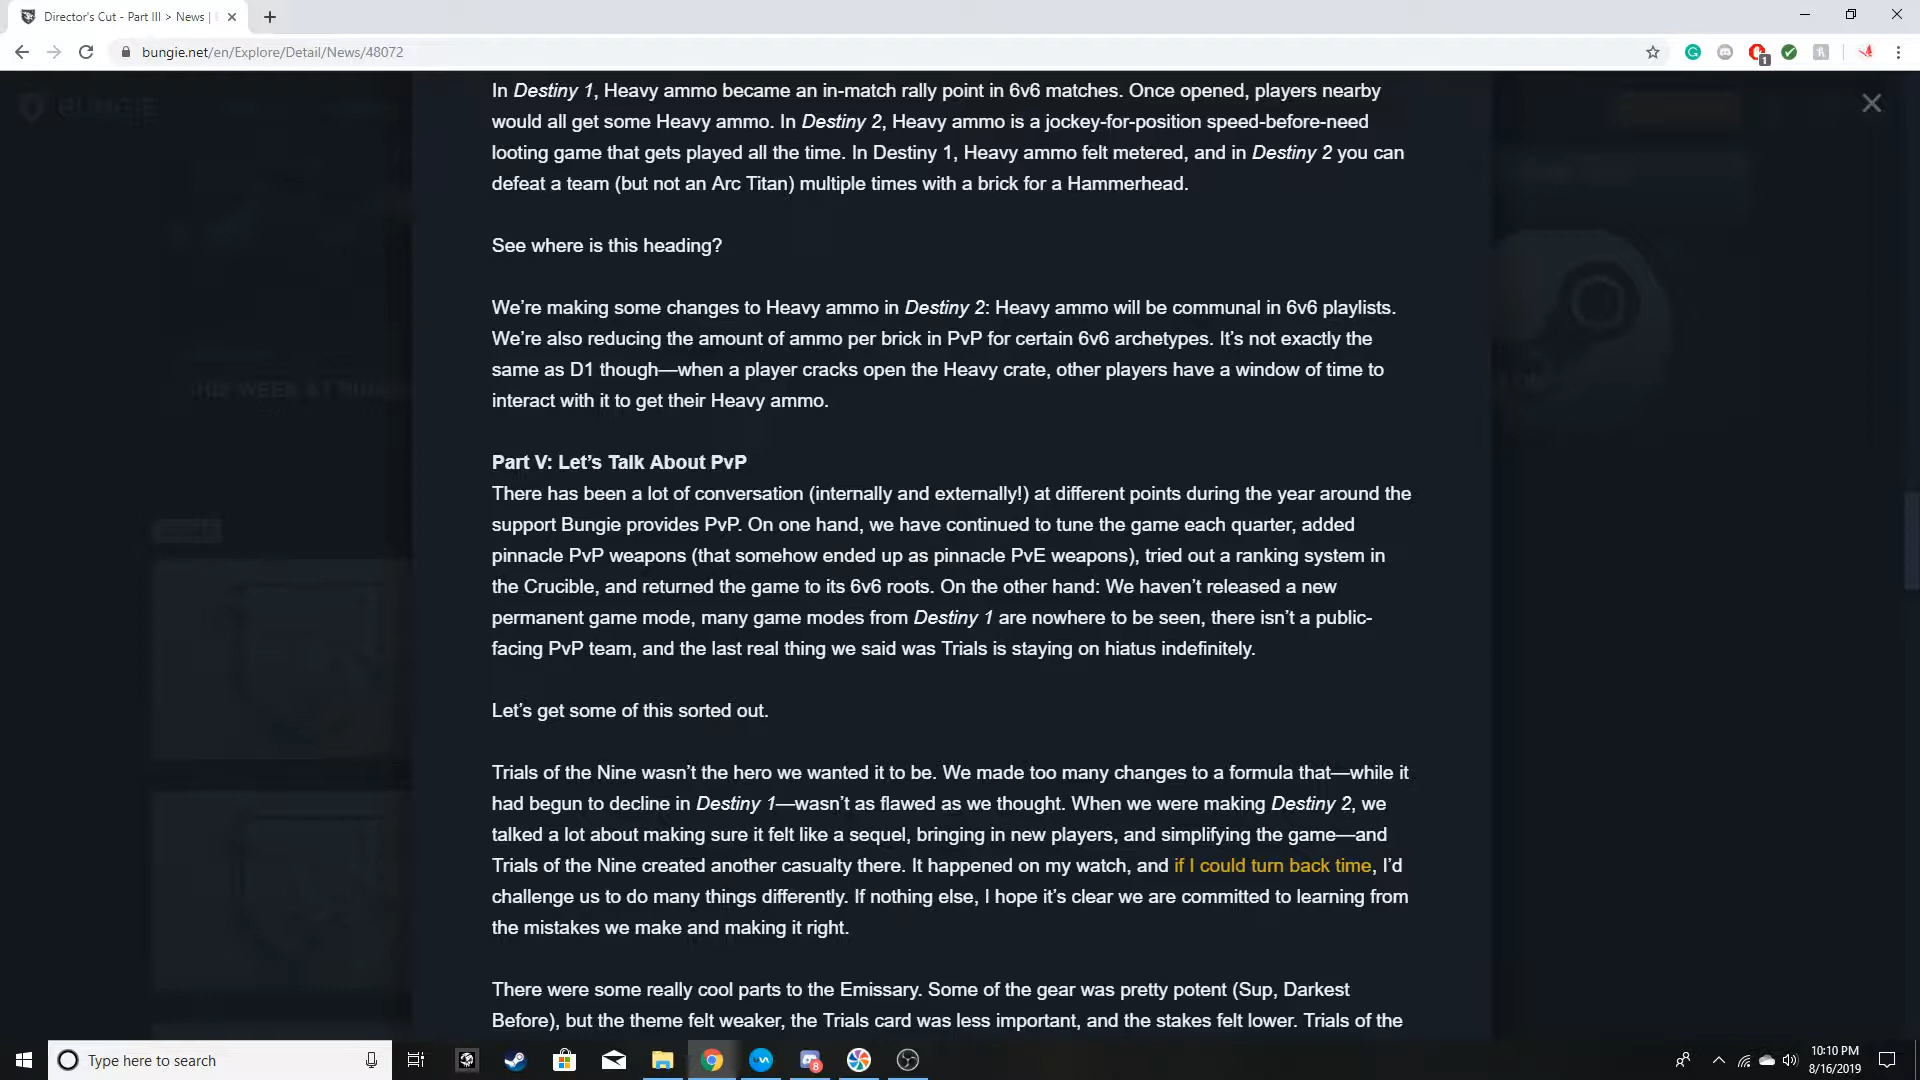 Director's Cut - Part III > News |
bungie.net/en/Explore/Detail/News/48072
1
BUNGIE
In Destiny 1, Heavy ammo became an in-match rally point in 6v6 matches. Once opened, players nearby
would all get some Heavy ammo. In Destiny 2, Heavy ammo is a jockey-for-position speed-before-need
looting game that gets played all the time. In Destiny 1, Heavy ammo felt metered, and in Destiny 2 you can
defeat a team (but not an Arc Titan) multiple times with a brick for a Hammerhead.
See where is this heading?
We’re making some changes to Heavy ammo in Destiny 2: Heavy ammo will be communal in 6v6 playlists.
We’re also reducing the amount of ammo per brick in PvP for certain 6v6 archetypes. It’s not exactly the
same as D1 though—when a player cracks open the Heavy crate, other players have a window of time to
interact with it to get their Heavy ammo.
Part V: Let’s Talk About PvP
There has been a lot of conversation (internally and externally!) at different points during the year around the
support Bungie provides PvP. On one hand, we have continued to tune the game each quarter, added
pinnacle PvP weapons (that somehow ended up as pinnacle PvE weapons), tried out a ranking system in
the Crucible, and returned the game to its 6v6 roots. On the other hand: We haven’t released a new
permanent game mode, many game modes from Destiny 1 are nowhere to be seen, there isn’t a public-
facing PvP team, and the last real thing we said was Trials is staying on hiatus indefinitely.
Let’s get some of this sorted out.
Trials of the Nine wasn’t the hero we wanted it to be. We made too many changes to a formula that—while it
had begun to decline in Destiny 1—wasn’t as flawed as we thought. When we were making Destiny 2, we
talked a lot about making sure it felt like a sequel, bringing in new players, and simplifying the game—and
Trials of the Nine created another casualty there. It happened on my watch, and if I could turn back time, I’d
challenge us to do many things differently. If nothing else, I hope it’s clear we are committed to learning from
the mistakes we make and making it right.
There were some really cool parts to the Emissary. Some of the gear was pretty potent (Sup, Darkest
Before), but the theme felt weaker, the Trials card was less important, and the stakes felt lower. Trials of the
THIS WEEK AT
Type here to search
8
10:10 PM
8/16/2019